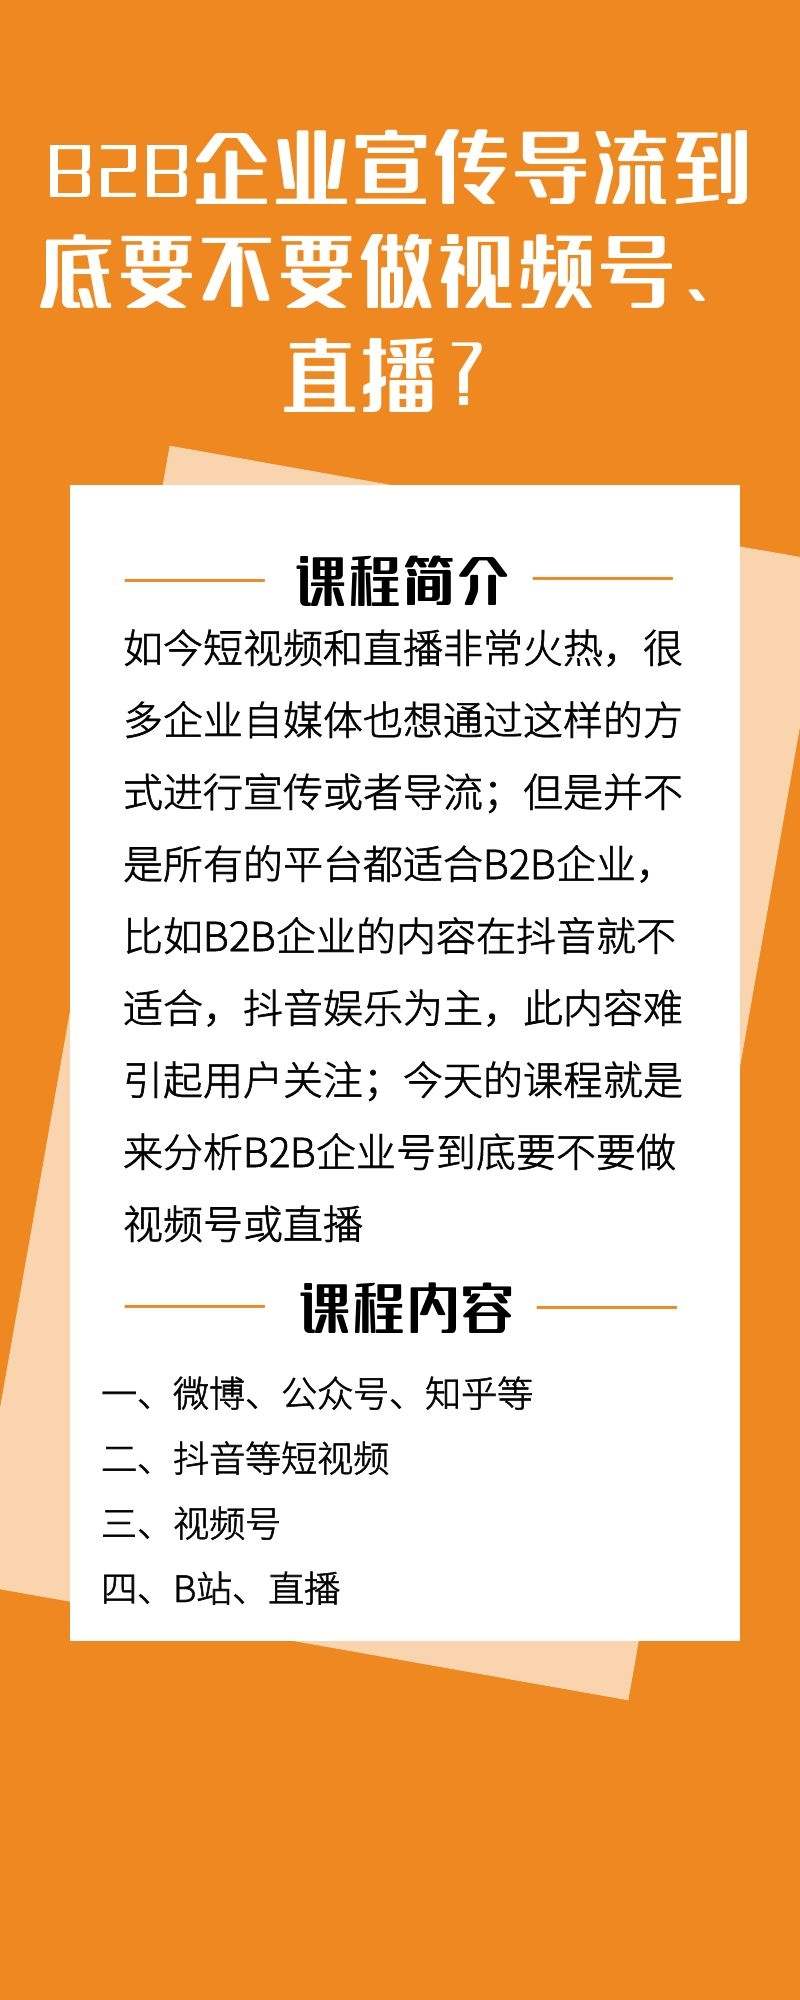 B2B企业宣传导流到
底要不要做视频号、
直播？
课程简介
如今短视频和直播非常火热，很
多企业自媒体也想通过这样的方
式进行宣传或者导流；但是并不
是所有的平台都适合B2B企业，
比如B2B企业的内容在抖音就不
适合，抖音娱乐为主，此内容难
引起用户关注；今天的课程就是
来分析B2B企业号到底要不要做
视频号或直播
课程内容
一、微博、公众号、知乎等
二、抖音等短视频
三、视频号
四、B站、直播